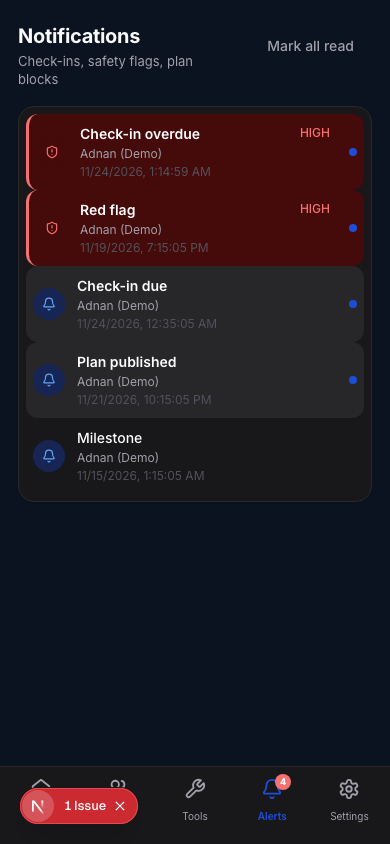 Notifications
Mark all read
Check-ins, safety flags, plan
blocks
Check-in overdue
HIGH
Adnan (Demo)
11/24/2026, 1:14:59 AM
Red flag
HIGH
Adnan (Demo)
11/19/2026, 7:15:05 PM
Check-in due
Adnan (Demo)
11/24/2026, 12:35:05 AM
Plan published
Adnan (Demo)
11/21/2026, 10:15:05 PM
Milestone
Adnan (Demo)
11/15/2026, 1:15:05 AM
4
N 1 Issue
Tools
Alerts
Settings